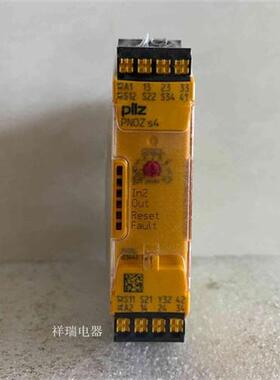 A1 13 23 33
S12 S22 S34 41
pilz
PNOZ s4
In2
Out
Reset
Fault
祥瑞电器
S11 S21 Y32 42
A2 14 24 34